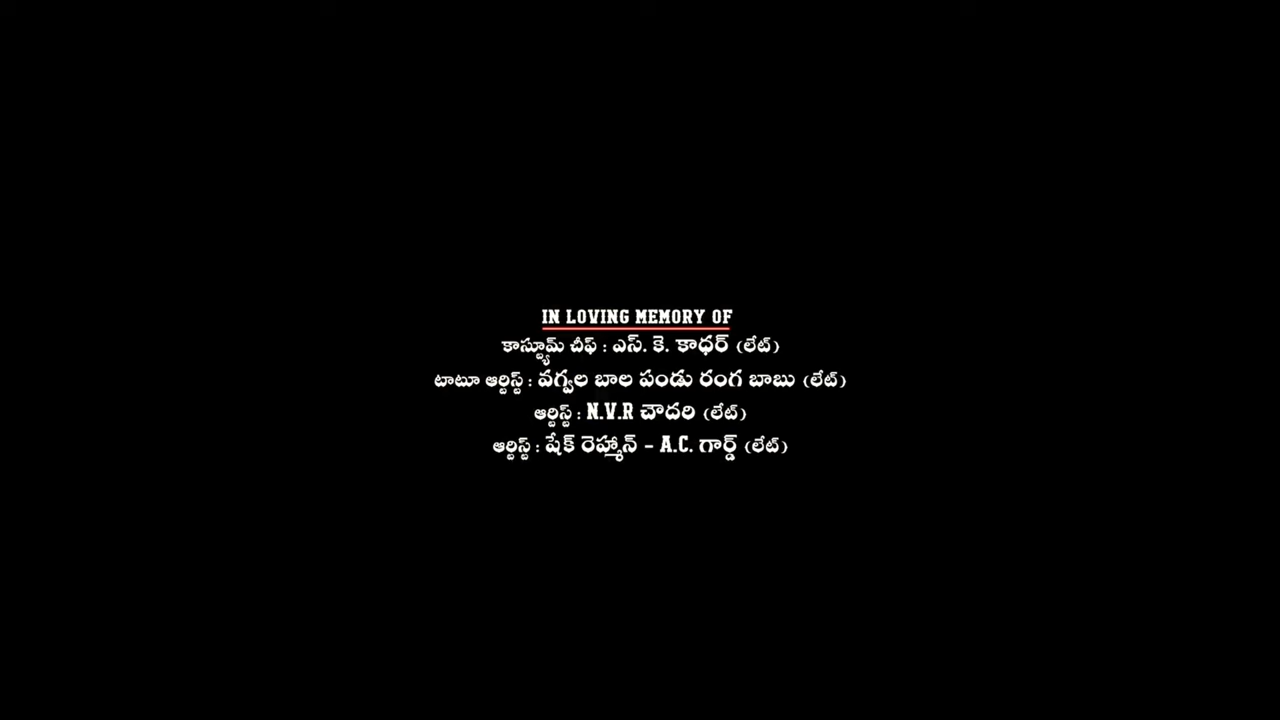 IN LOVING MEMORY OF
కాస్ట్యూమ్ చీఫ్ : ఎస్. కె. కాధర్ (లేట్)
టాటూ ఆర్టిస్ట్ : వగ్వల బాల పండు రంగ బాబు (లేట్)
ఆర్టిస్ట్ : N.V.R చౌదరి (లేట్)
ఆర్టిస్ట్ : షేక్ రెహ్మాన్ - A.C. గార్డ్ (లేట్)